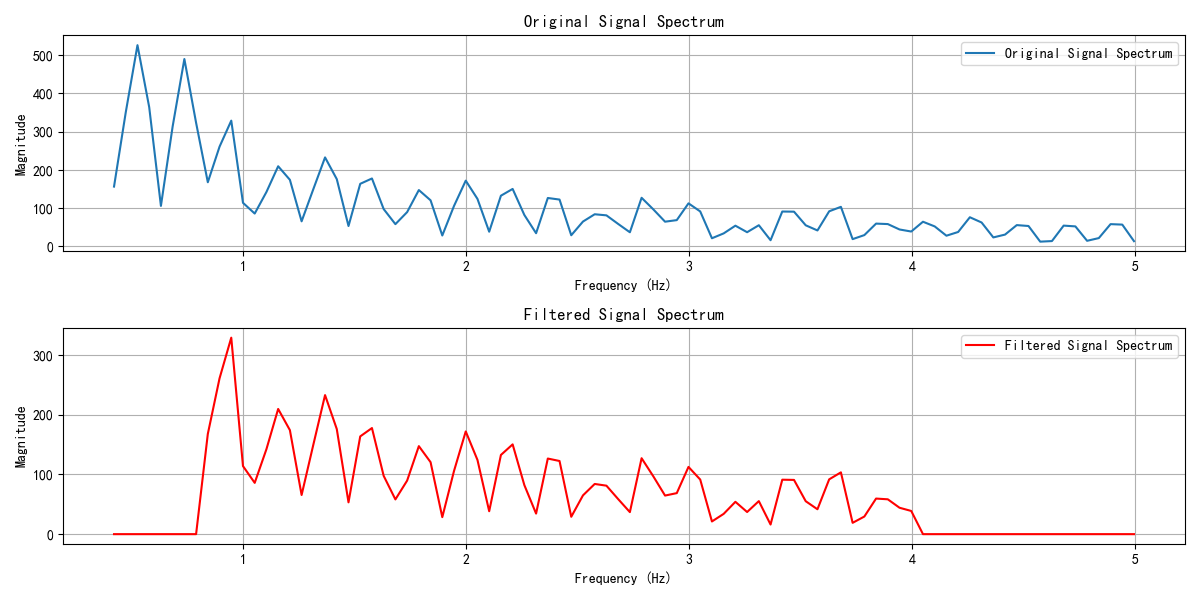 Original Signal Spectrum
Original Signal Spectrum
500
400
300
200
100
0
Magnitude
1 2 3 4 5
Frequency (Hz)
Filtered Signal Spectrum
Filtered Signal Spectrum
300
200
100
0
Magnitude
1 2 3 4 5
Frequency (Hz)